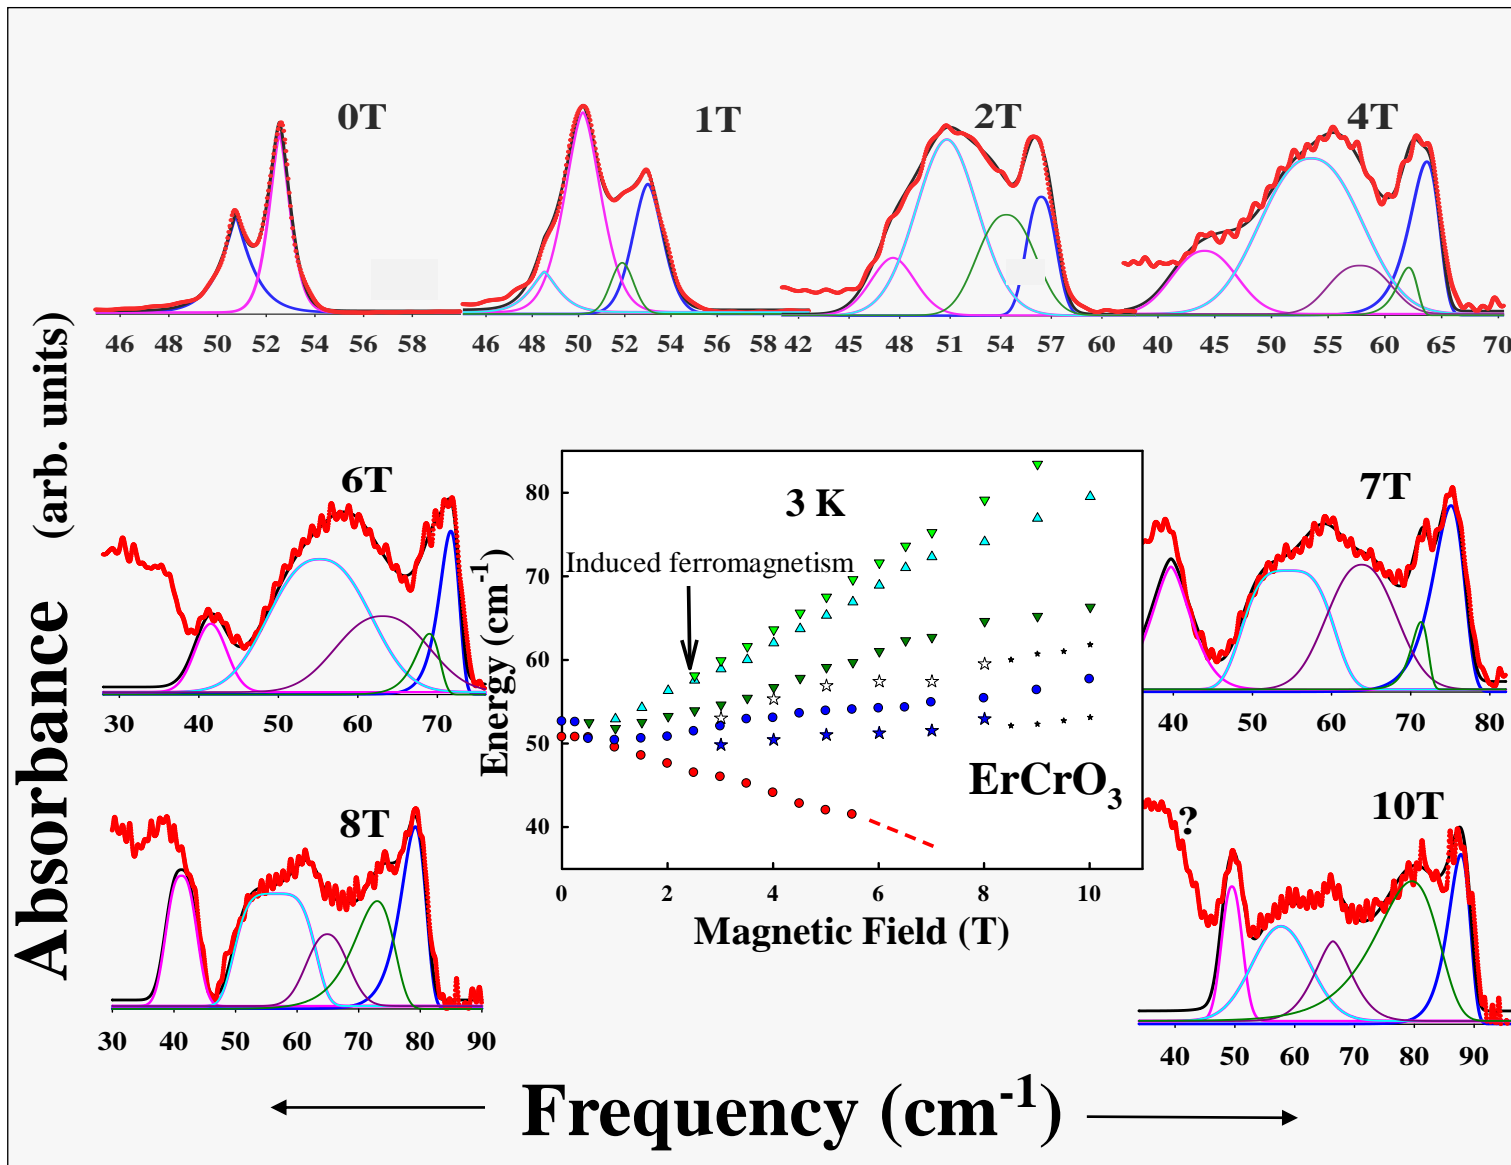 0T 1T 2T 4T
46 48 50 52 54 56 58 46 48 50 52 54 56 58 42 45 48 51 54 57 60 40 45 50 55 60 65 70
Absorbance (arb. units)
6T
30 40 50 60 70
8T
30 40 50 60 70 80 90
3 K
Induced ferromagnetism
ErCrO₃
Energy (cm⁻¹)
80
70
60
50
40
0 2 4 6 8 10
Magnetic Field (T)
7T
40 50 60 70 80
? 10T
40 50 60 70 80 90
Frequency (cm⁻¹)